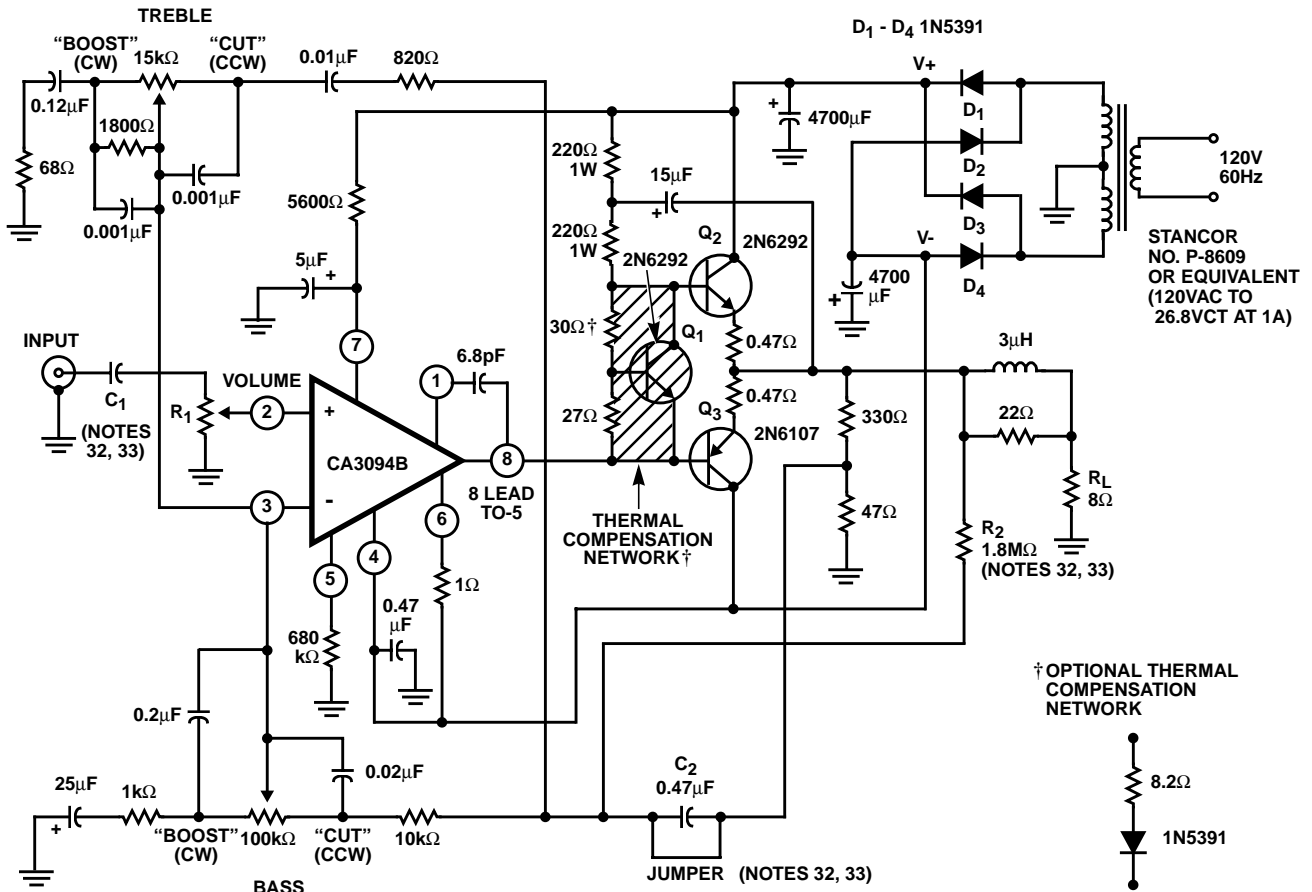 TREBLE
"BOOST"
(CW)
15kΩ
"CUT"
(CCW)
0.01µF
820Ω
0.12µF
1800Ω
68Ω
0.001µF
0.001µF
5600Ω
5µF
+
220Ω
1W
15µF
+
220Ω
1W
2N6292
Q2
2N6292
+
4700µF
D1 - D4 1N5391
V+
D1
D2
D3
V-
D4
4700
µF
+
120V
60Hz
STANCOR
NO. P-8609
OR EQUIVALENT
(120VAC TO
26.8VCT AT 1A)
INPUT
C1
(NOTES
32, 33)
VOLUME
R1
2
+
7
1
6.8pF
CA3094B
8
8 LEAD
TO-5
3
-
6
4
5
30Ω†
Q1
27Ω
0.47Ω
0.47Ω
Q3
2N6107
THERMAL
COMPENSATION
NETWORK†
330Ω
47Ω
3µH
22Ω
RL
8Ω
R2
1.8MΩ
(NOTES 32, 33)
1Ω
0.47
µF
680
kΩ
0.2µF
0.02µF
25µF
+
1kΩ
"BOOST"
(CW)
100kΩ
"CUT"
(CCW)
10kΩ
BASS
C2
0.47µF
JUMPER (NOTES 32, 33)
†OPTIONAL THERMAL
COMPENSATION
NETWORK
8.2Ω
1N5391